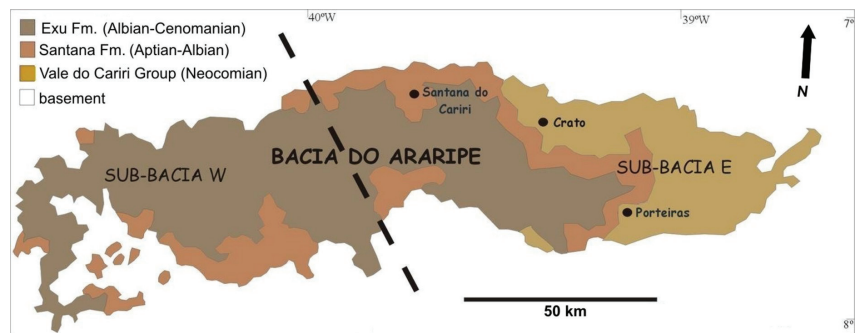 40ºW
39ºW
7º
Exu Fm. (Albian-Cenomanian)
Santana Fm. (Aptian-Albian)
Vale do Cariri Group (Neocomian)
basement
N
Santana do
Cariri
Crato
BACIA DO ARARIPE
SUB-BACIA W
SUB-BACIA E
Porteiras
50 km
8º